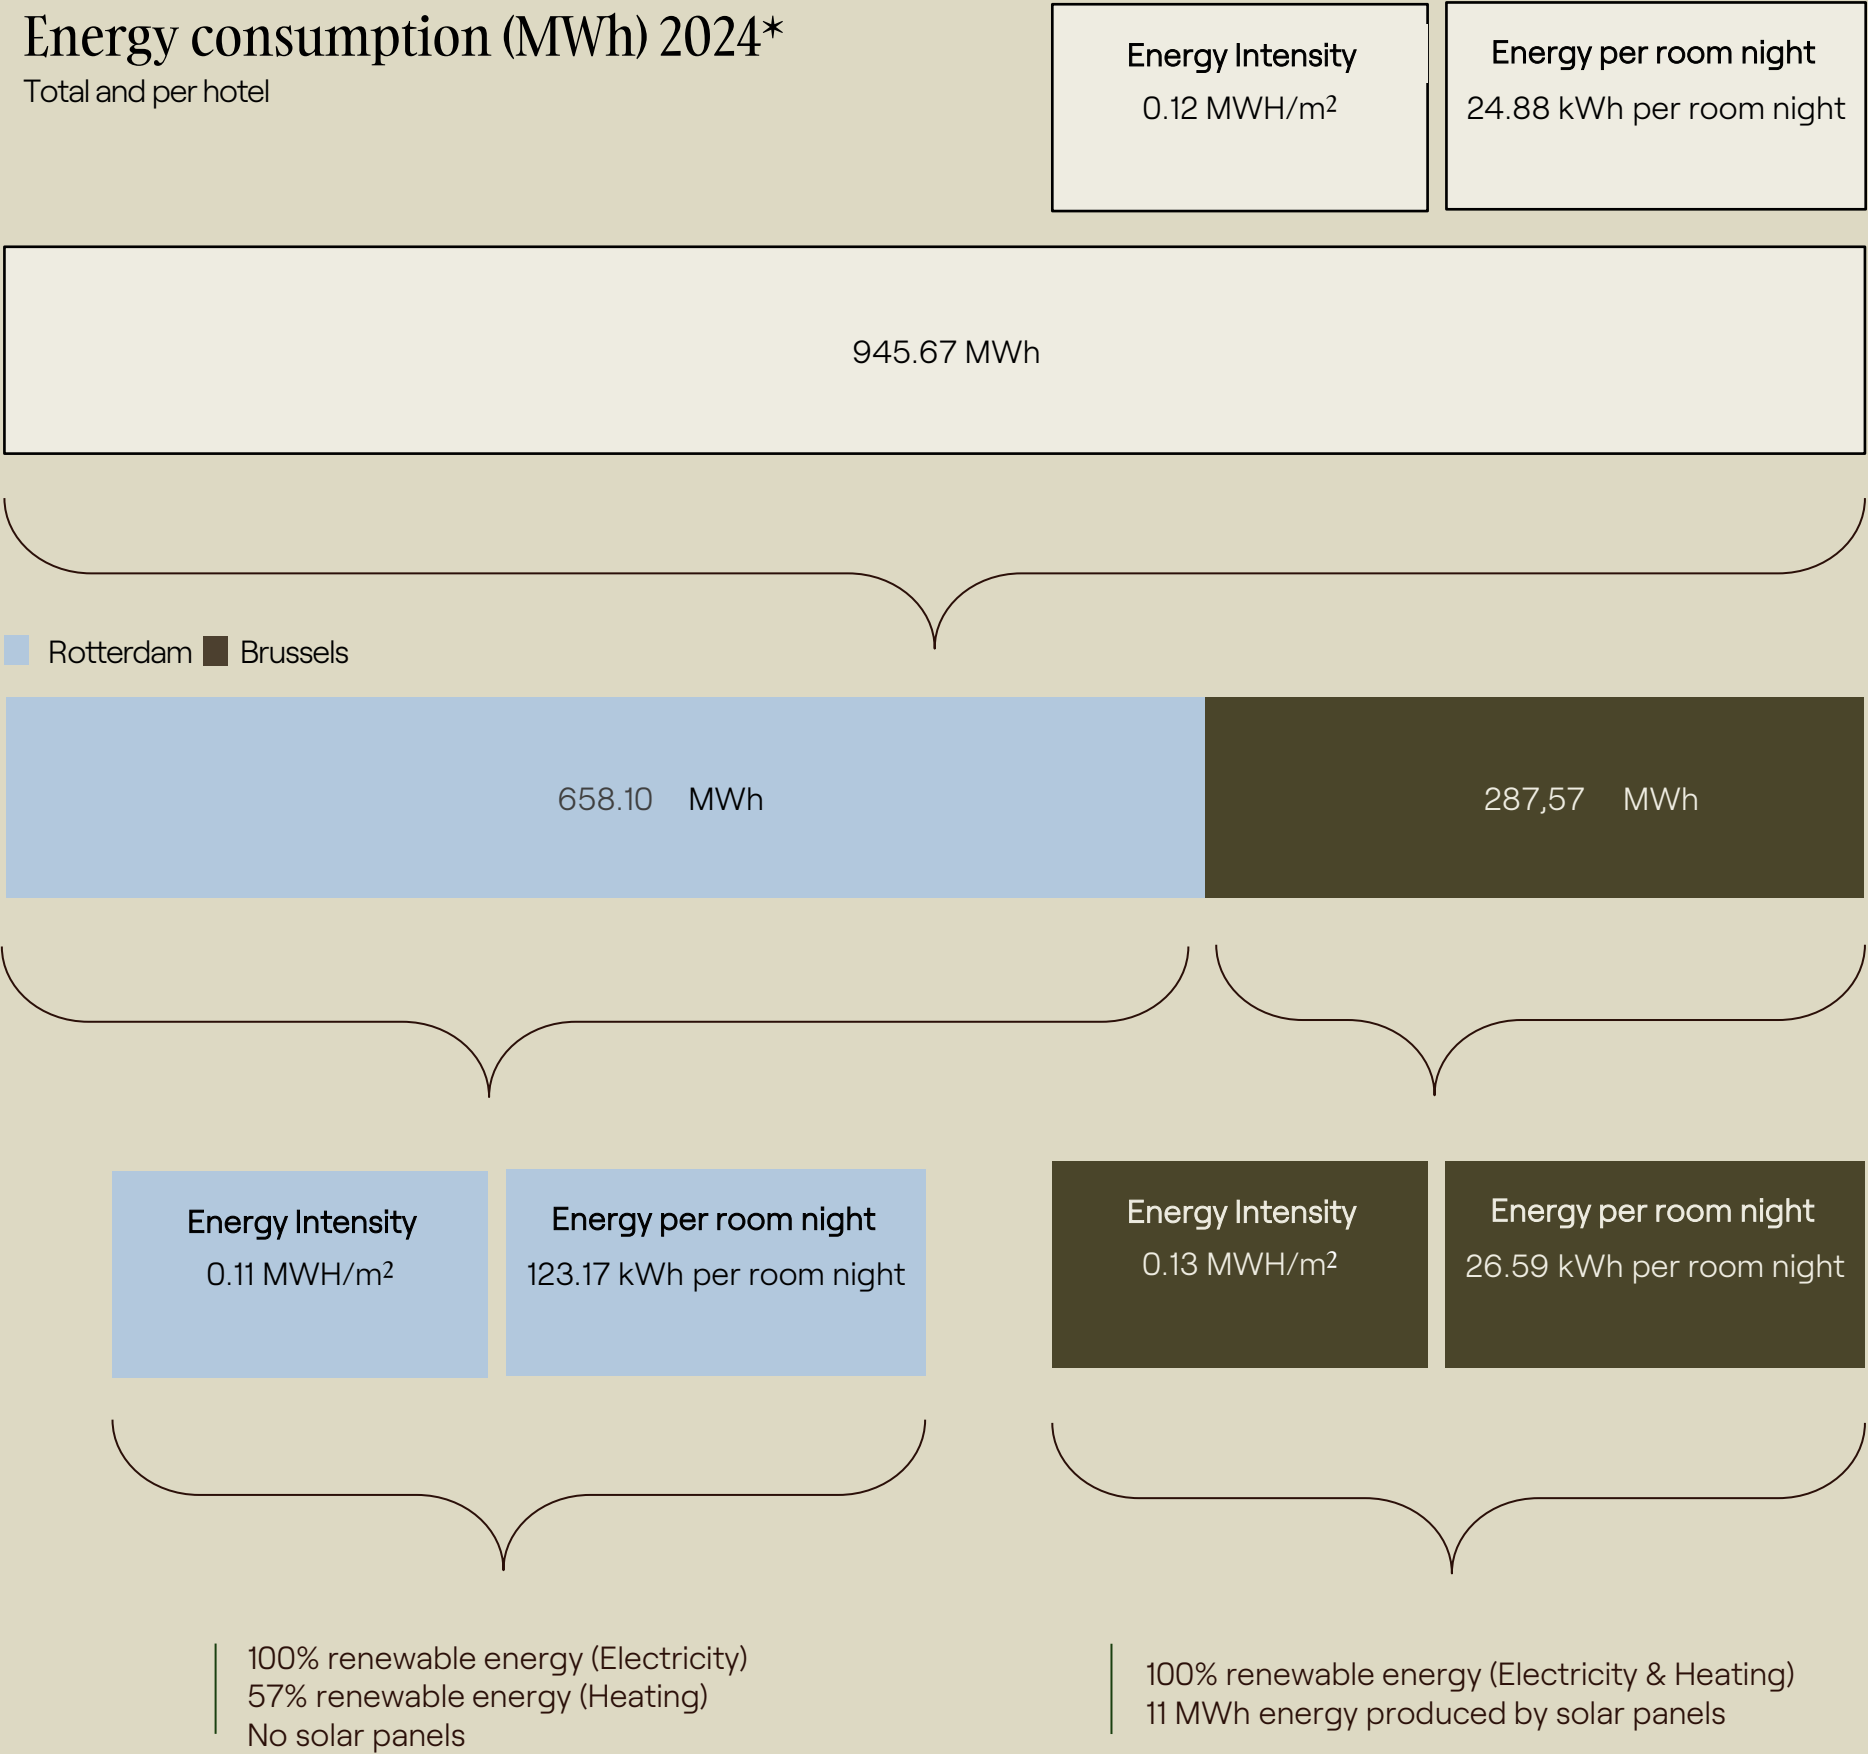 Energy consumption (MWh) 2024*
Total and per hotel
Energy Intensity
0.12 MWH/m²
Energy per room night
24.88 kWh per room night
945.67 MWh
Rotterdam
Brussels
658.10 MWh
287,57 MWh
Energy Intensity
0.11 MWH/m²
Energy per room night
123.17 kWh per room night
Energy Intensity
0.13 MWH/m²
Energy per room night
26.59 kWh per room night
100% renewable energy (Electricity)
57% renewable energy (Heating)
No solar panels
100% renewable energy (Electricity & Heating)
11 MWh energy produced by solar panels